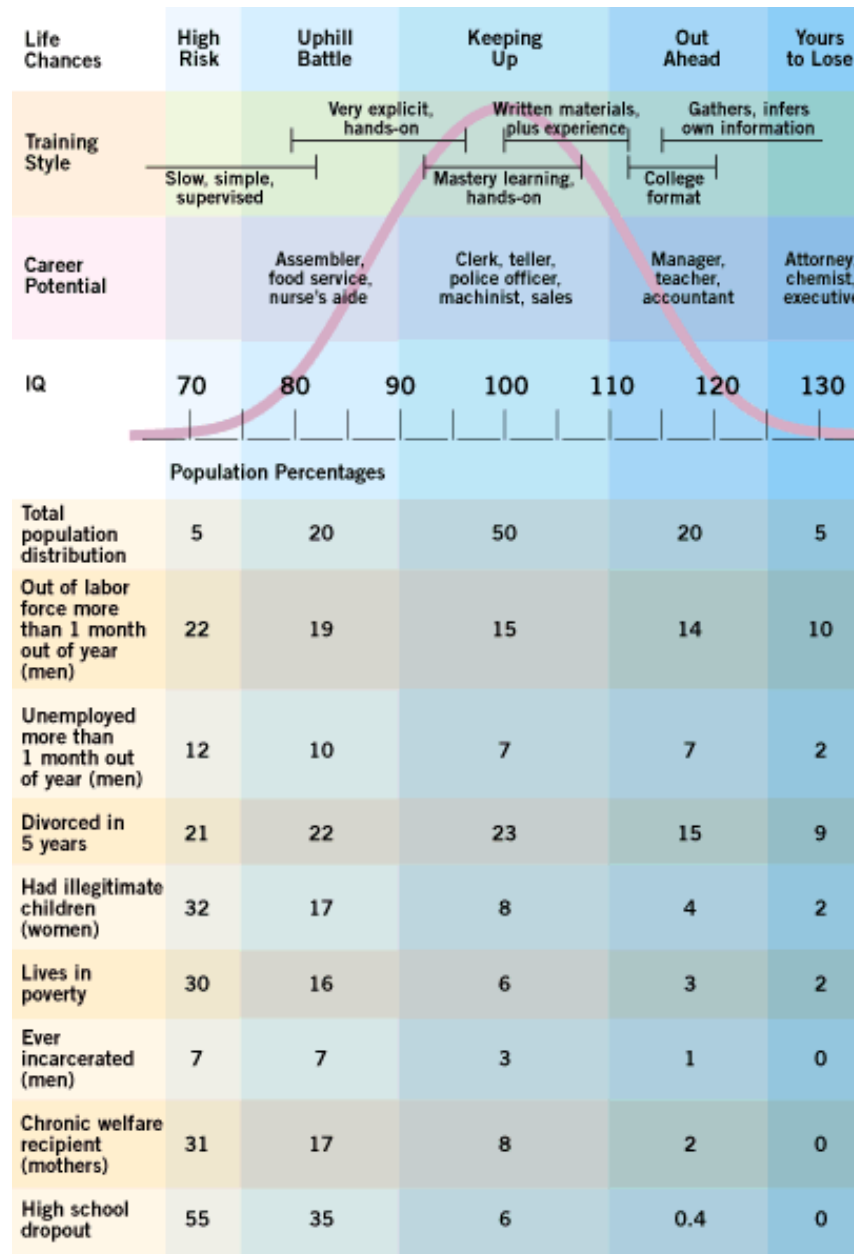 Life Chances High Risk Uphill Battle Keeping Up Out Ahead Yours to Lose
Training Style
Very explicit, hands-on
Written materials, plus experience
Gathers, infers own information
Slow, simple, supervised
Mastery learning, hands-on
College format
Career Potential
Assembler, food service, nurse's aide
Clerk, teller, police officer, machinist, sales
Manager, teacher, accountant
Attorney, chemist, executive
IQ 70 80 90 100 110 120 130
Population Percentages
Total population distribution 5 20 50 20 5
Out of labor force more than 1 month out of year (men) 22 19 15 14 10
Unemployed more than 1 month out of year (men) 12 10 7 7 2
Divorced in 5 years 21 22 23 15 9
Had illegitimate children (women) 32 17 8 4 2
Lives in poverty 30 16 6 3 2
Ever incarcerated (men) 7 7 3 1 0
Chronic welfare recipient (mothers) 31 17 8 2 0
High school dropout 55 35 6 0.4 0